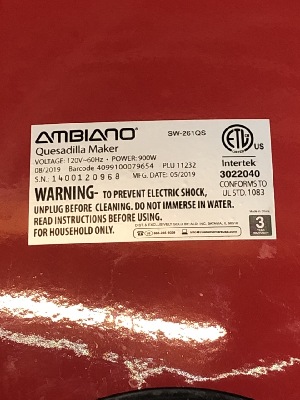 AMBIANO®
SW-261QS
Quesadilla Maker
VOLTAGE: 120V~60Hz • POWER: 900W
08/2019 Barcode 4099100079654 PLU 11232
S.N.: 1400120968 MFG. DATE: 05/2019
ETL
US
Intertek
3022040
CONFORMS TO
UL STD. 1083
WARNING- TO PREVENT ELECTRIC SHOCK,
UNPLUG BEFORE CLEANING. DO NOT IMMERSE IN WATER.
READ INSTRUCTIONS BEFORE USING.
FOR HOUSEHOLD ONLY.
3